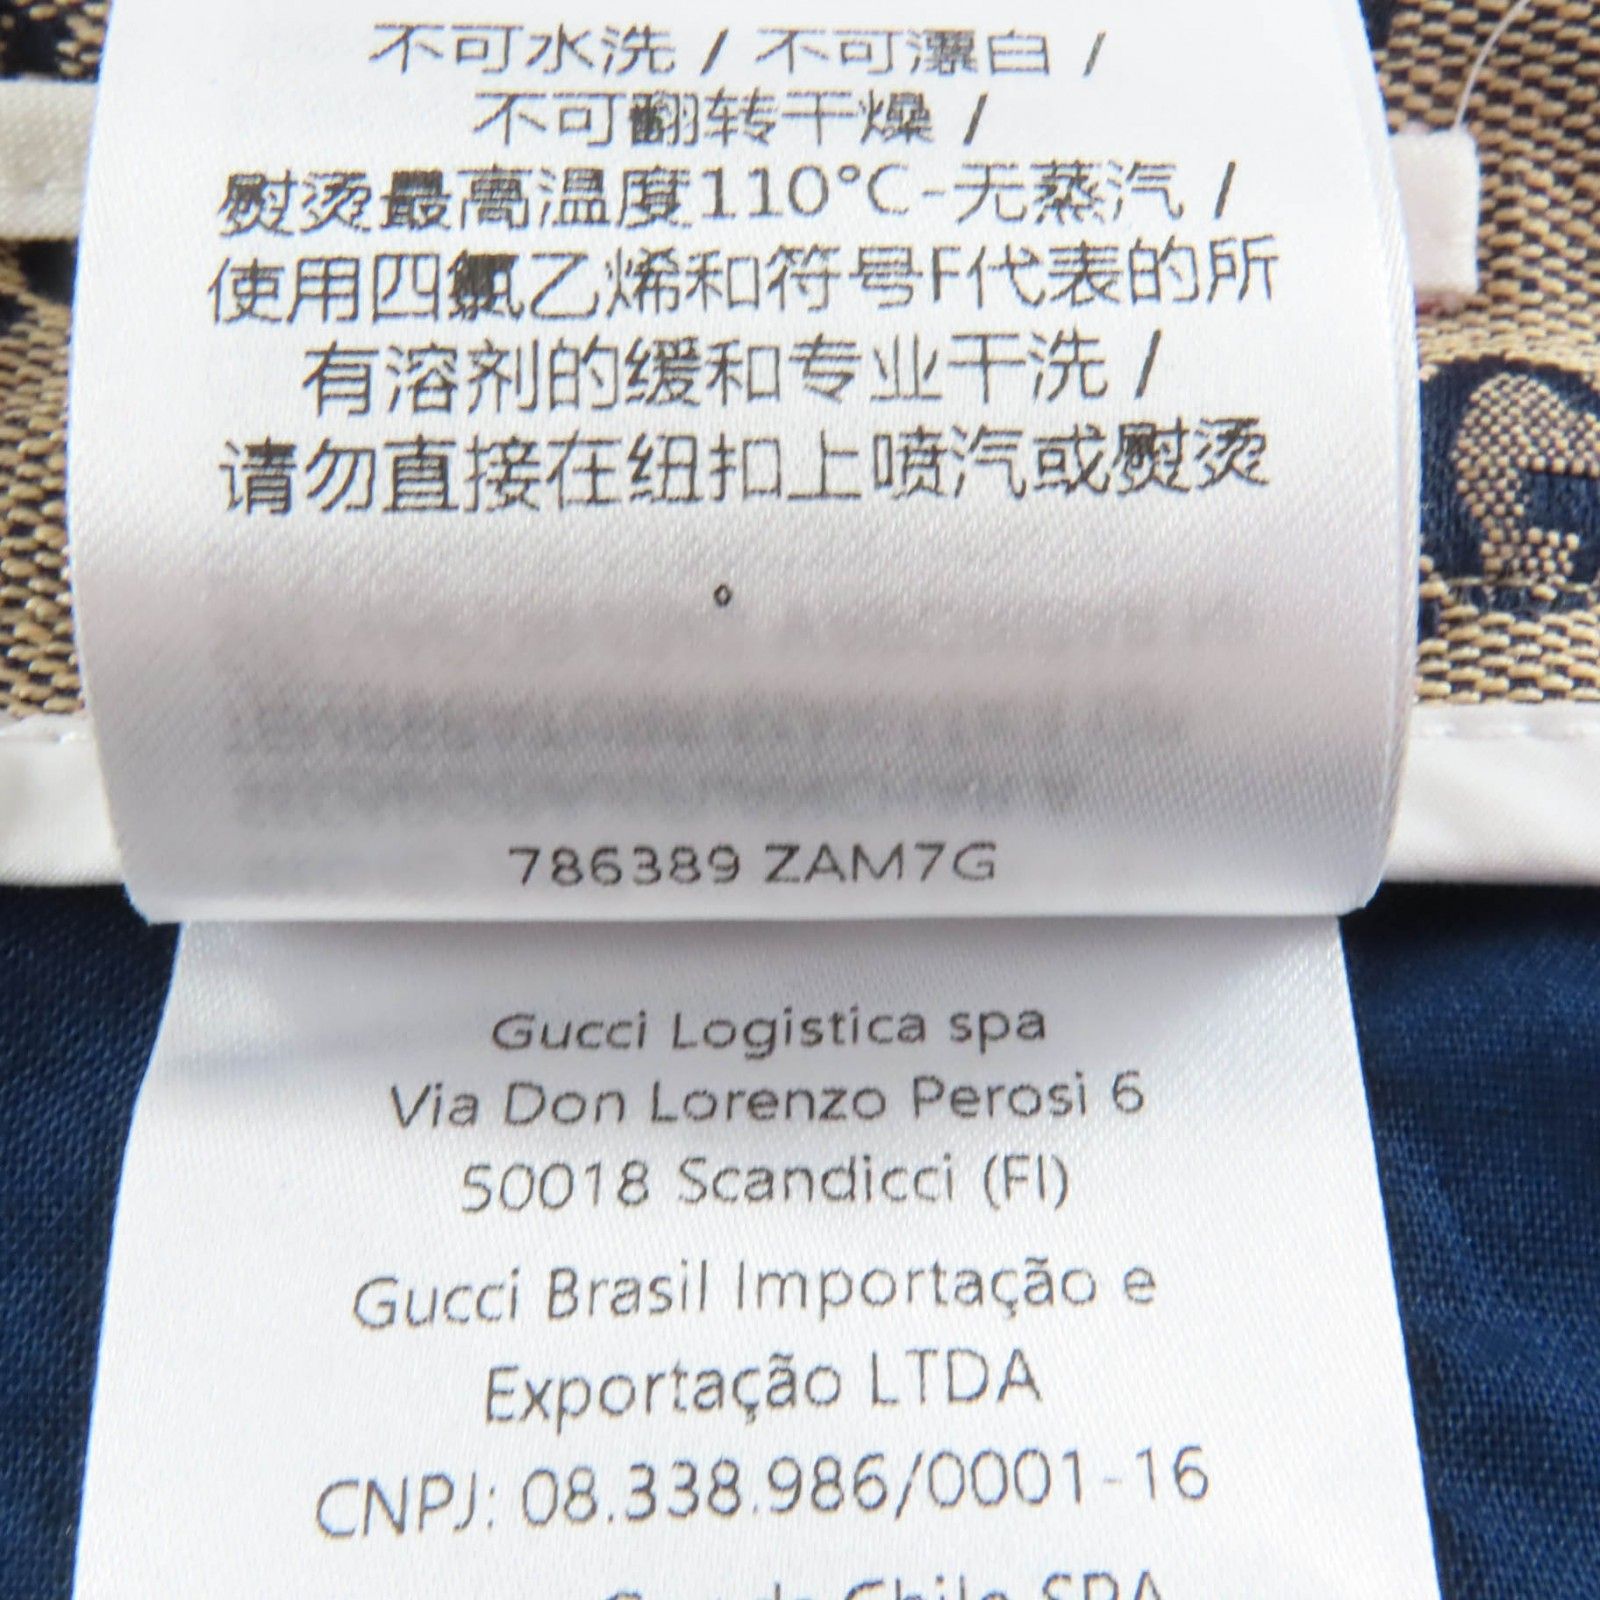 不可水洗 / 不可漂白 /
不可翻转干燥 /
熨烫最高温度110°C-无蒸汽 /
使用四氯乙烯和符号F代表的所
有溶剂的缓和专业干洗 /
请勿直接在纽扣上喷汽或熨烫
。
786389 ZAM7G
Gucci Logistica spa
Via Don Lorenzo Perosi 6
50018 Scandicci (FI)
Gucci Brasil Importação e
Exportação LTDA
CNPJ: 08.338.986/0001-16
Chile SPA